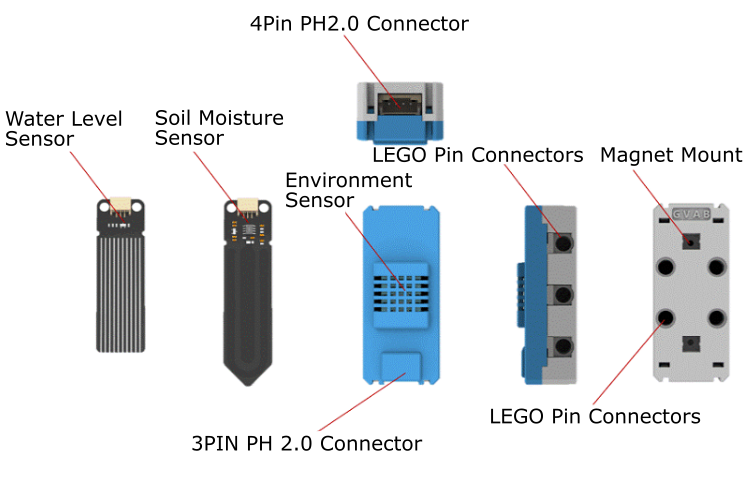 4Pin PH2.0 Connector
Water Level
Sensor
Soil Moisture
Sensor
LEGO Pin Connectors
Magnet Mount
Environment
Sensor
GVAB
LEGO Pin Connectors
3PIN PH 2.0 Connector